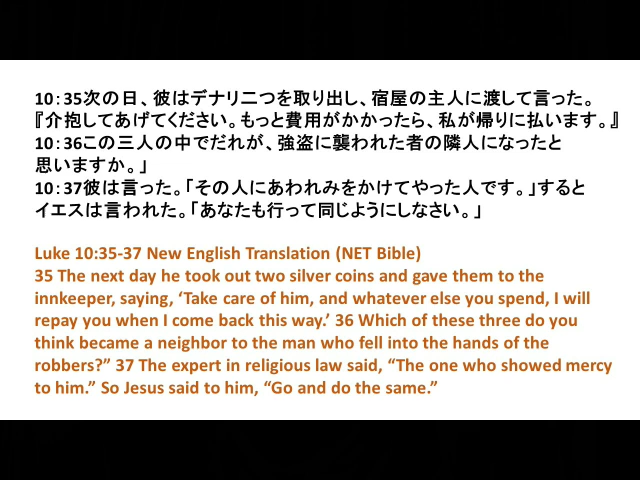 10：35次の日、彼はデナリ二つを取り出し、宿屋の主人に渡して言った。
『介抱してあげてください。もっと費用がかかったら、私が帰りに払います。』
10：36この三人の中でだれが、強盗に襲われた者の隣人になったと
思いますか。」
10：37彼は言った。「その人にあわれみをかけてやった人です。」すると
イエスは言われた。「あなたも行って同じようにしなさい。」
Luke 10:35-37 New English Translation (NET Bible)
35 The next day he took out two silver coins and gave them to the
innkeeper, saying, ‘Take care of him, and whatever else you spend, I will
repay you when I come back this way.’ 36 Which of these three do you
think became a neighbor to the man who fell into the hands of the
robbers?” 37 The expert in religious law said, “The one who showed mercy
to him.” So Jesus said to him, “Go and do the same.”